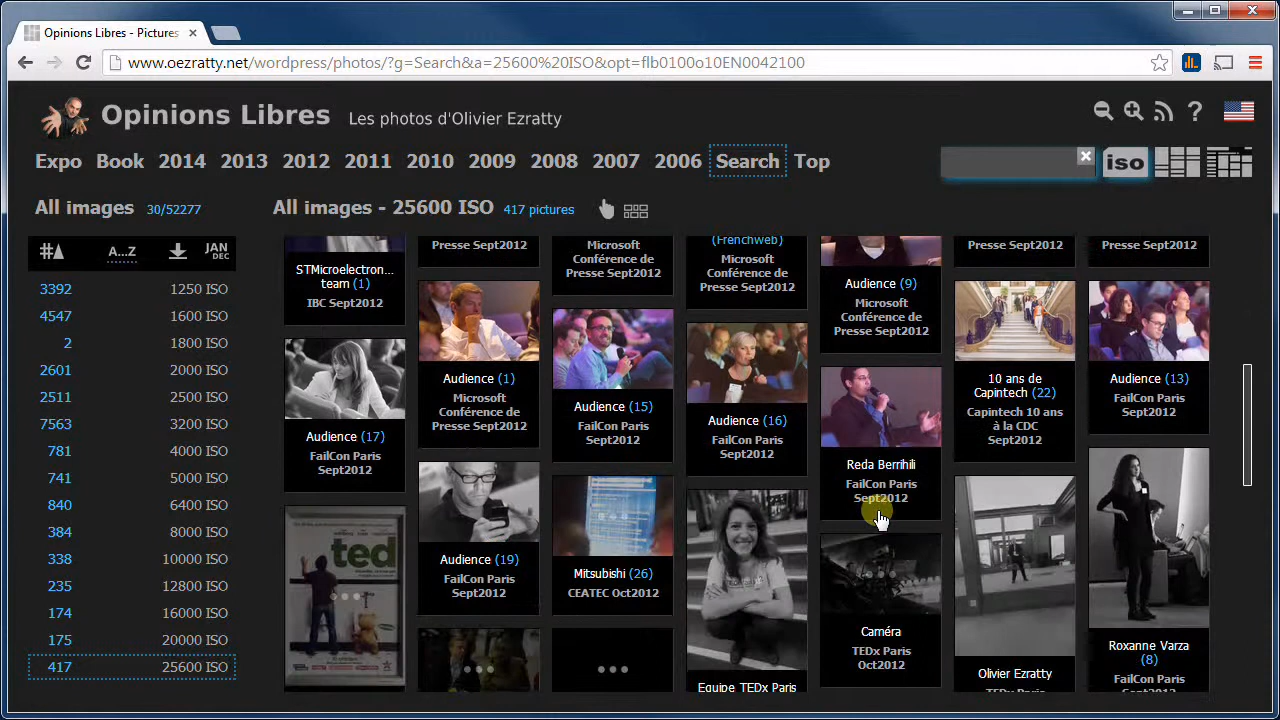 Opinions Libres - Pictures
www.oezratty.net/wordpress/photos/?g=Search&a=25600%20ISO&opt=flb0100o10EN0042100
Opinions Libres Les photos d'Olivier Ezratty
Expo Book 2014 2013 2012 2011 2010 2009 2008 2007 2006 Search Top
iso
All images 30/52277
#▲ A...Z JAN DEC
3392 1250 ISO
4547 1600 ISO
2 1800 ISO
2601 2000 ISO
2511 2500 ISO
7563 3200 ISO
781 4000 ISO
741 5000 ISO
840 6400 ISO
384 8000 ISO
338 10000 ISO
235 12800 ISO
174 16000 ISO
175 20000 ISO
417 25600 ISO
All images - 25600 ISO 417 pictures
STMicroelectron...
team (1)
IBC Sept2012
Audience (17)
FailCon Paris
Sept2012
ted
Presse Sept2012
Audience (1)
Microsoft
Conférence de
Presse Sept2012
Audience (19)
FailCon Paris
Sept2012
Microsoft
Conférence de
Presse Sept2012
Audience (15)
FailCon Paris
Sept2012
Mitsubishi (26)
CEATEC Oct2012
(Frenchweb)
Microsoft
Conférence de
Presse Sept2012
Audience (16)
FailCon Paris
Sept2012
Equipe TEDx Paris
Audience (9)
Microsoft
Conférence de
Presse Sept2012
Reda Berrihili
FailCon Paris
Sept2012
Caméra
TEDx Paris
Oct2012
Presse Sept2012
10 ans de
Capintech (22)
Capintech 10 ans
à la CDC
Sept2012
Olivier Ezratty
TEDx Paris
Presse Sept2012
Audience (13)
FailCon Paris
Sept2012
Roxanne Varza
(8)
FailCon Paris
Sept2012